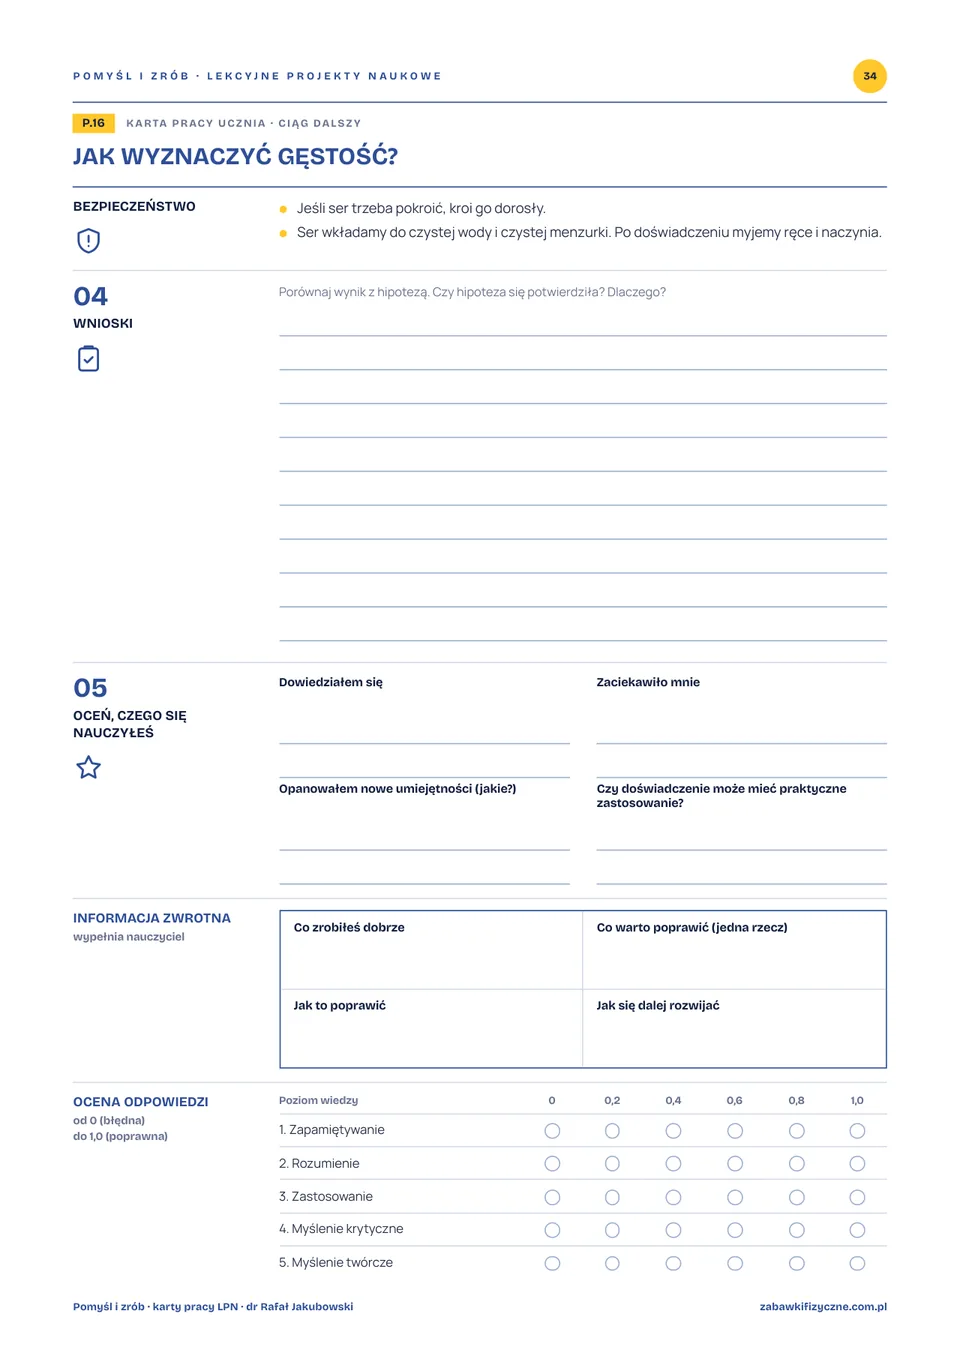 POMYŚL I ZRÓB · LEKCYJNE PROJEKTY NAUKOWE
34
P.16 KARTA PRACY UCZNIA · CIĄG DALSZY
JAK WYZNACZYĆ GĘSTOŚĆ?
BEZPIECZEŃSTWO
Jeśli ser trzeba pokroić, kroi go dorosły.
Ser wkładamy do czystej wody i czystej menzurki. Po doświadczeniu myjemy ręce i naczynia.
04
WNIOSKI
Porównaj wynik z hipotezą. Czy hipoteza się potwierdziła? Dlaczego?
05
OCEŃ, CZEGO SIĘ
NAUCZYŁEŚ
Dowiedziałem się
Zaciekawiło mnie
Opanowałem nowe umiejętności (jakie?)
Czy doświadczenie może mieć praktyczne
zastosowanie?
INFORMACJA ZWROTNA
wypełnia nauczyciel
Co zrobiłeś dobrze
Co warto poprawić (jedna rzecz)
Jak to poprawić
Jak się dalej rozwijać
OCENA ODPOWIEDZI
od 0 (błędna)
do 1,0 (poprawna)
Poziom wiedzy 0 0,2 0,4 0,6 0,8 1,0
1. Zapamiętywanie
2. Rozumienie
3. Zastosowanie
4. Myślenie krytyczne
5. Myślenie twórcze
Pomyśl i zrób · karty pracy LPN · dr Rafał Jakubowski
zabawkifizyczne.com.pl